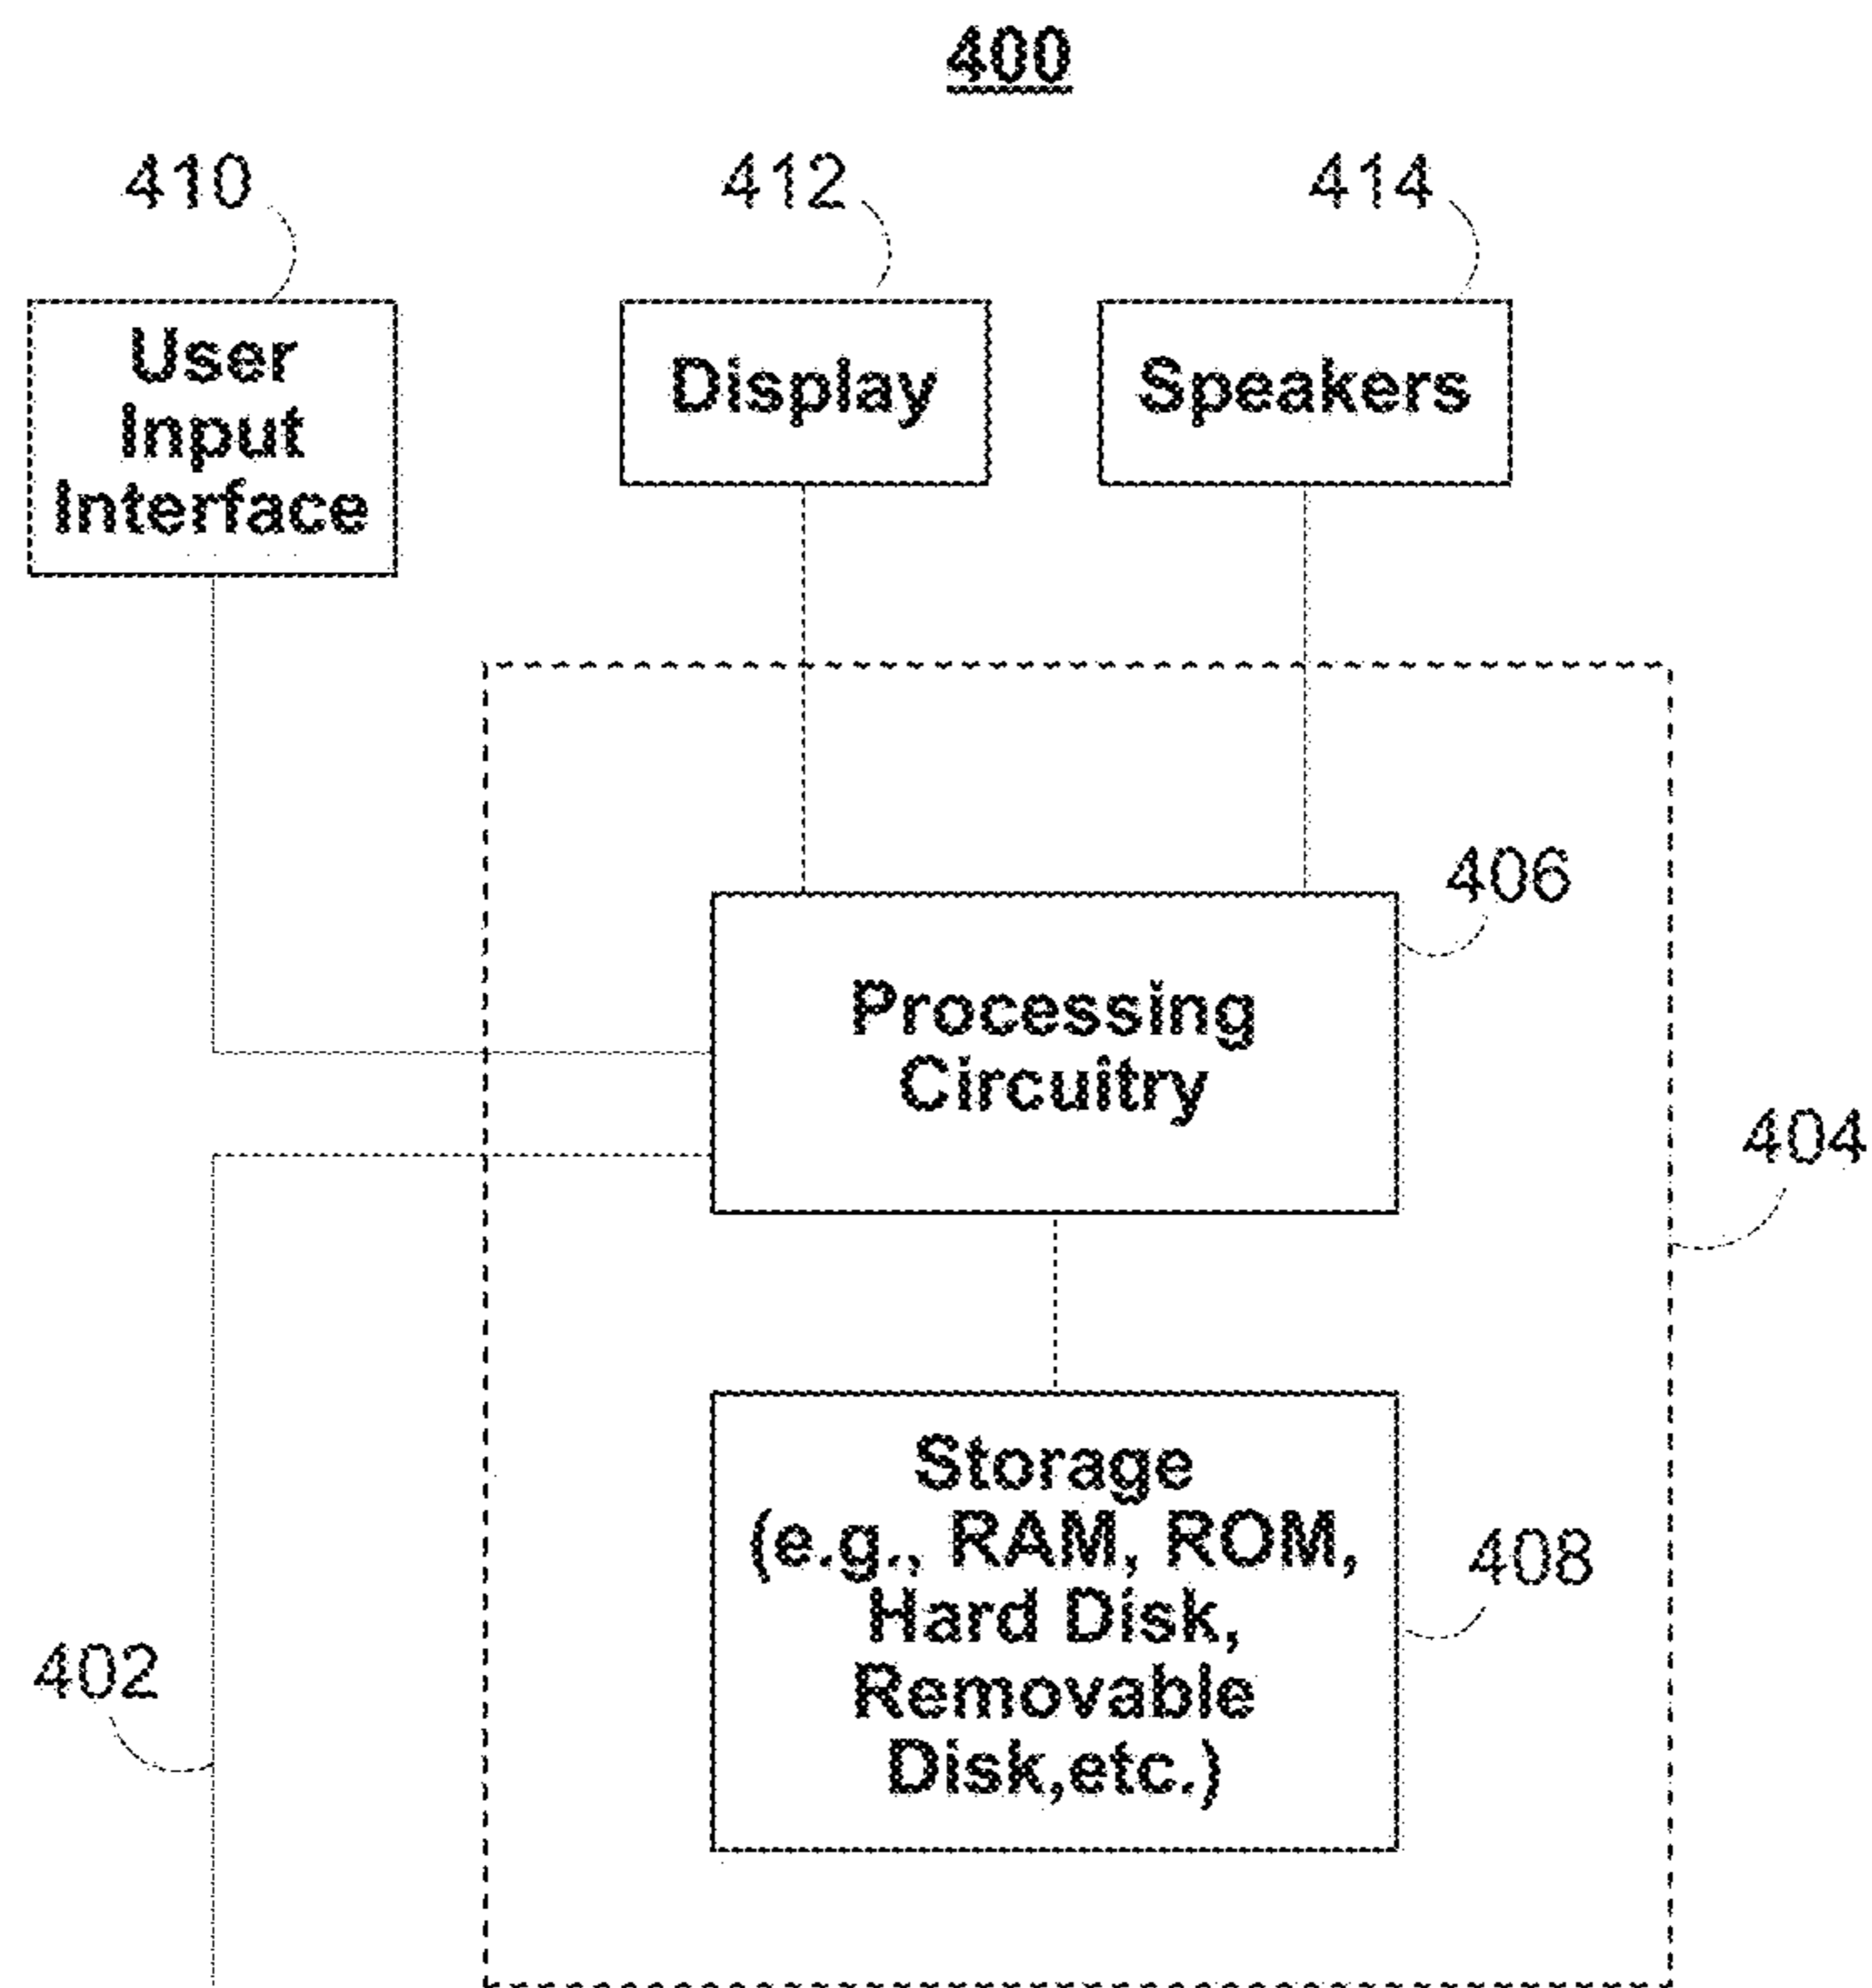 400
410
412
414
User
Input
Interface
Display
Speakers
406
Processing
Circuitry
404
Storage
(e.g., RAM, ROM,
Hard Disk,
Removable
Disk,etc.)
408
402